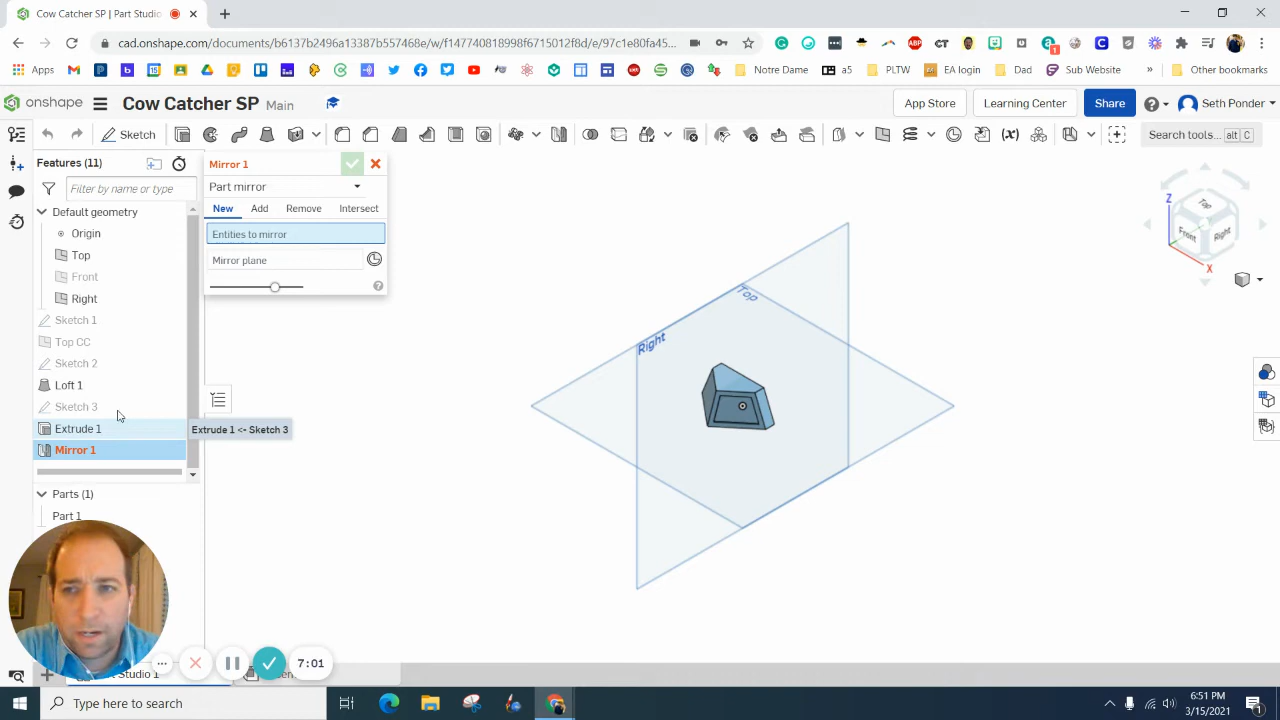 Cow Catcher SP | Part Studio
cad.onshape.com/documents/b6137b2496a13387b557468e/w/f177740818998f6715012f8d/e/97c1e80fa45...
Apps
Notre Dame
a5
PLTW
EA login
Dad
Sub Website
Other bookmarks
onshape
Cow Catcher SP
Main
App Store
Learning Center
Share
Seth Ponder
Sketch
Search tools...
alt C
Features (11)
Filter by name or type
Default geometry
Origin
Top
Front
Right
Sketch 1
Top CC
Sketch 2
Loft 1
Sketch 3
Extrude 1
Mirror 1
Parts (1)
Part 1
Mirror 1
Part mirror
New
Add
Remove
Intersect
Entities to mirror
Mirror plane
Extrude 1 <- Sketch 3
Top
Right
Z
Top
Front
Right
X
7:01
Type here to search
6:51 PM
3/15/2021